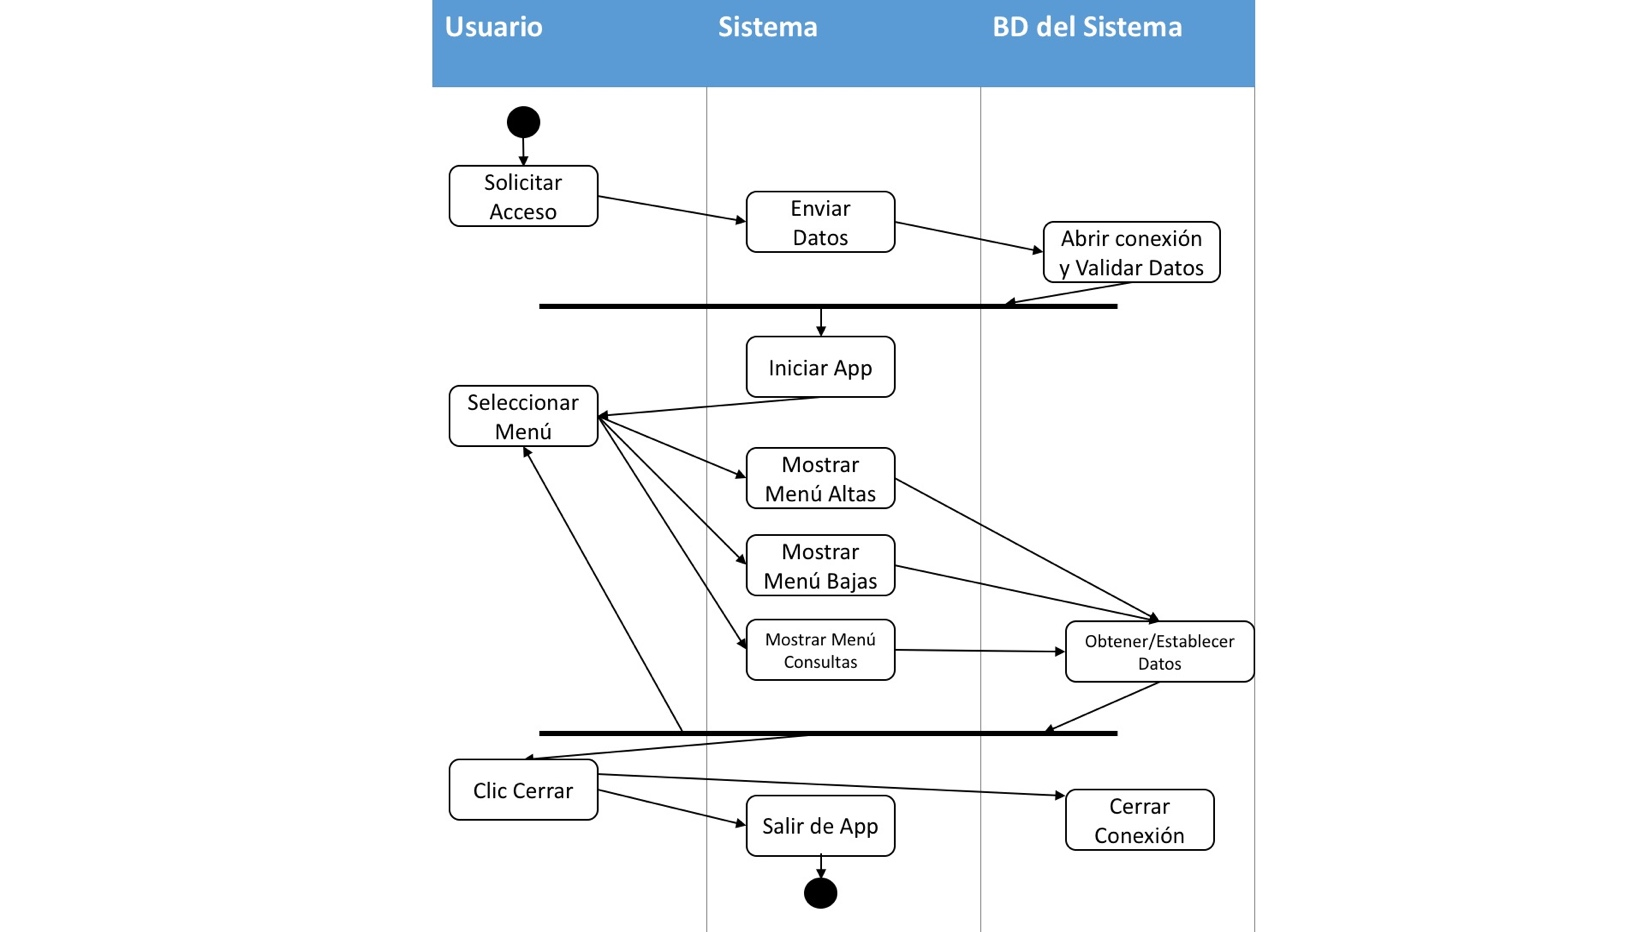 Usuario
Sistema
BD del Sistema
Solicitar
Acceso
Enviar
Datos
Abrir conexión
y Validar Datos
Iniciar App
Seleccionar
Menú
Mostrar
Menú Altas
Mostrar
Menú Bajas
Mostrar Menú
Consultas
Obtener/Establecer
Datos
Clic Cerrar
Salir de App
Cerrar
Conexión